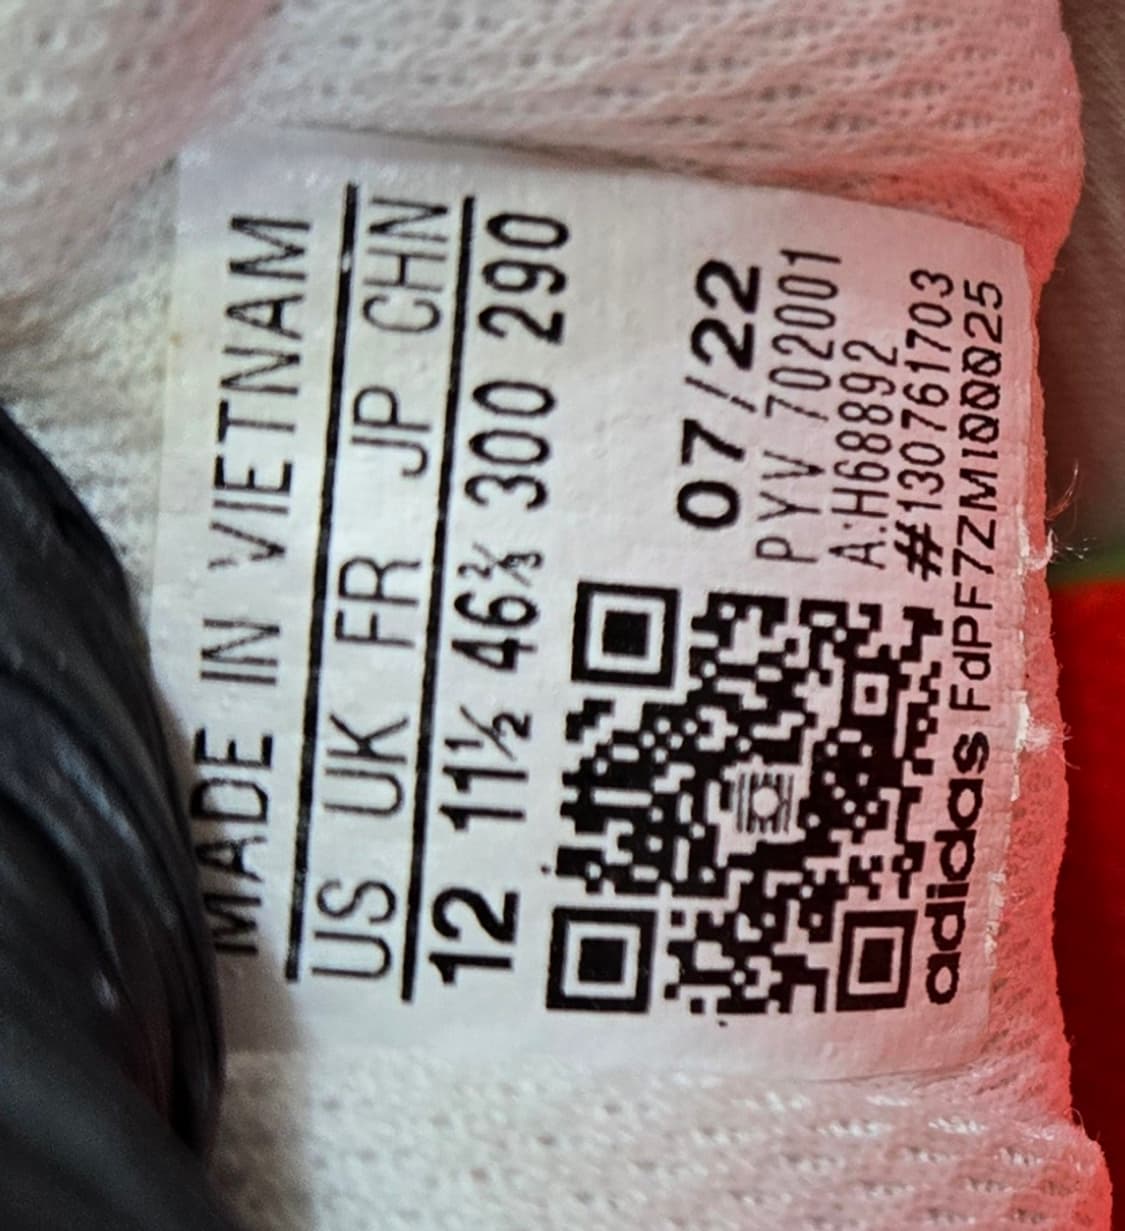 MADE IN VIETNAM
US UK FR JP CHN
12 11½ 46⅔ 300 290
07/22
PYV 702001
A:H68892
#130761703
adidas FdPF7ZMI00025